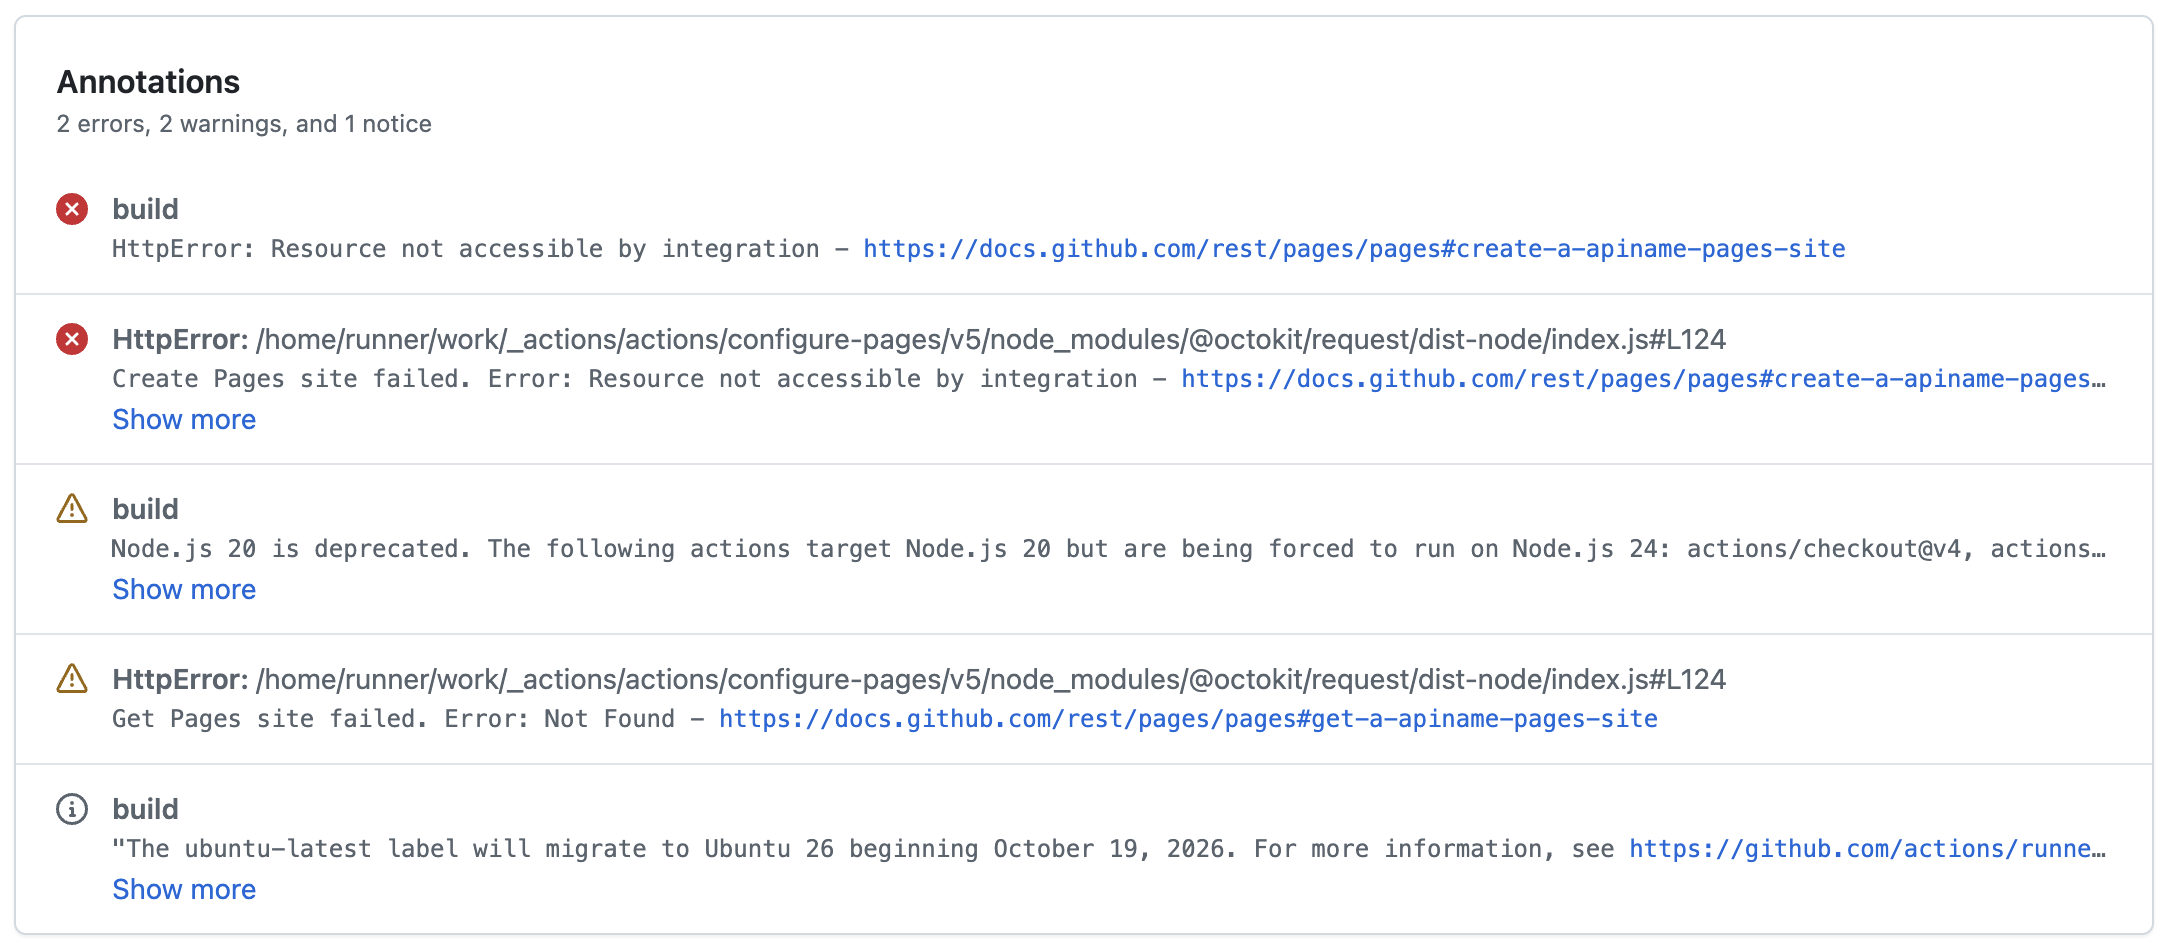 Annotations
2 errors, 2 warnings, and 1 notice
build
HttpError: Resource not accessible by integration - https://docs.github.com/rest/pages/pages#create-a-apiname-pages-site
HttpError: /home/runner/work/_actions/actions/configure-pages/v5/node_modules/@octokit/request/dist-node/index.js#L124
Create Pages site failed. Error: Resource not accessible by integration - https://docs.github.com/rest/pages/pages#create-a-apiname-pages…
Show more
build
Node.js 20 is deprecated. The following actions target Node.js 20 but are being forced to run on Node.js 24: actions/checkout@v4, actions…
Show more
HttpError: /home/runner/work/_actions/actions/configure-pages/v5/node_modules/@octokit/request/dist-node/index.js#L124
Get Pages site failed. Error: Not Found - https://docs.github.com/rest/pages/pages#get-a-apiname-pages-site
build
"The ubuntu-latest label will migrate to Ubuntu 26 beginning October 19, 2026. For more information, see https://github.com/actions/runne…
Show more